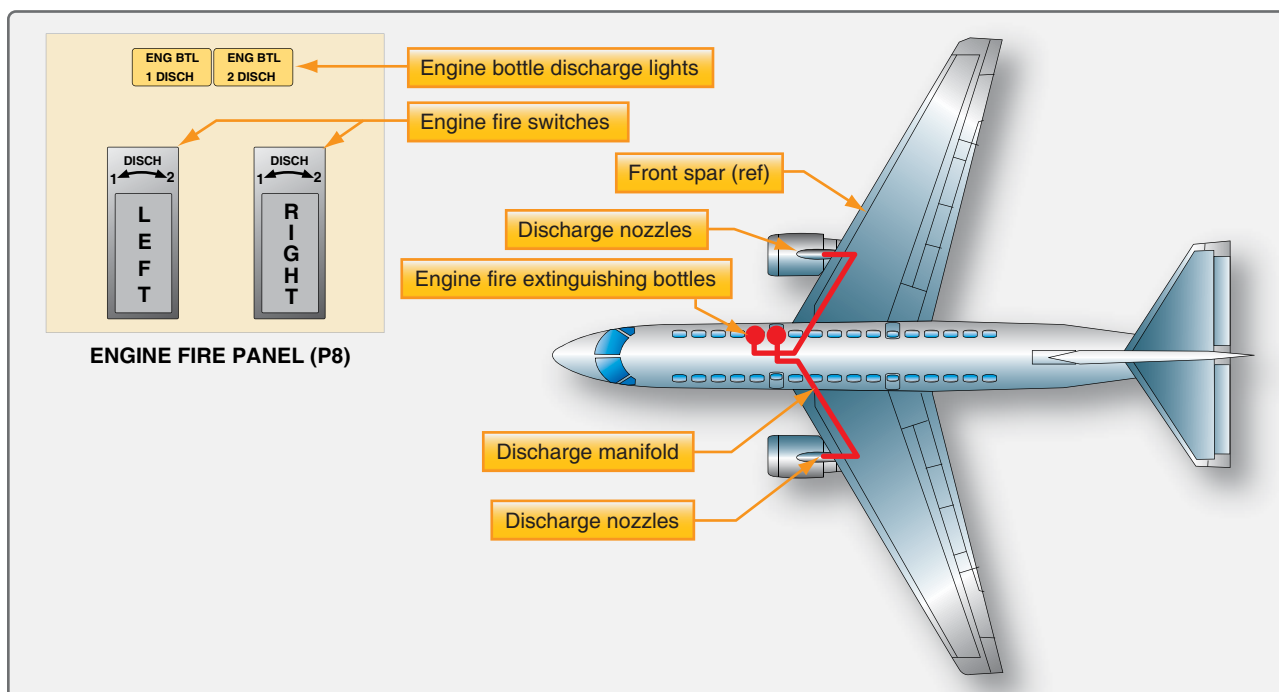 ENG BTL
1 DISCH
ENG BTL
2 DISCH
Engine bottle discharge lights
Engine fire switches
DISCH
1 2
LEFT
DISCH
1 2
RIGHT
ENGINE FIRE PANEL (P8)
Front spar (ref)
Discharge nozzles
Engine fire extinguishing bottles
Discharge manifold
Discharge nozzles